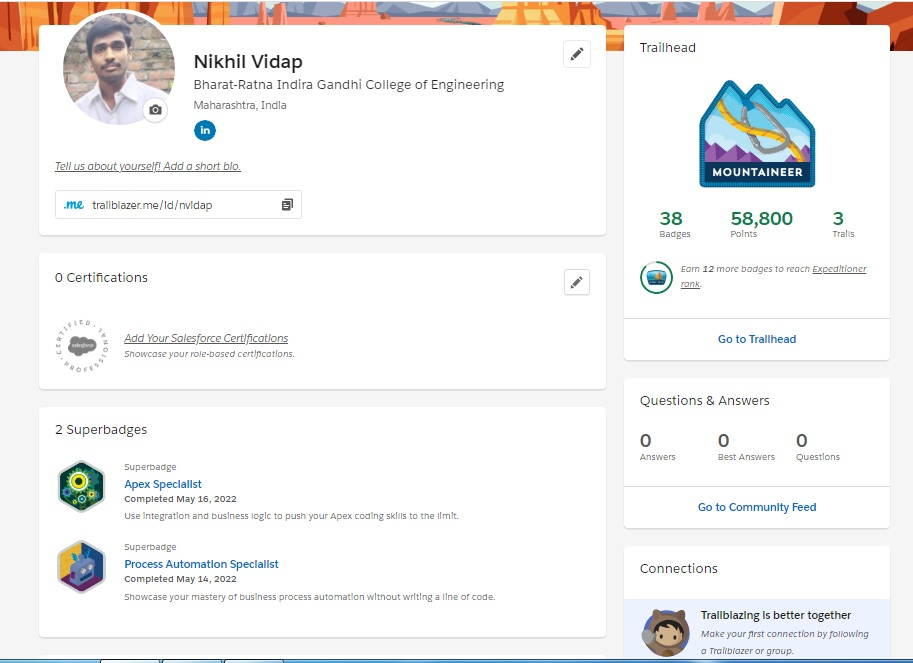 Nikhil Vidap
Bharat-Ratna Indira Gandhi College of Engineering
Maharashtra, India
in
Tell us about yourself! Add a short bio.
.me trailblazer.me/id/nvidap
0 Certifications
CERTIFIED
salesforce
PROFESSIONAL
Add Your Salesforce Certifications
Showcase your role-based certifications.
2 Superbadges
Superbadge
Apex Specialist
Completed May 16, 2022
Use integration and business logic to push your Apex coding skills to the limit.
Superbadge
Process Automation Specialist
Completed May 14, 2022
Showcase your mastery of business process automation without writing a line of code.
Trailhead
MOUNTAINEER
38 58,800 3
Badges Points Trails
Earn 12 more badges to reach Expeditioner
rank.
Go to Trailhead
Questions & Answers
0 0 0
Answers Best Answers Questions
Go to Community Feed
Connections
Trailblazing is better together
Make your first connection by following
a Trailblazer or group.